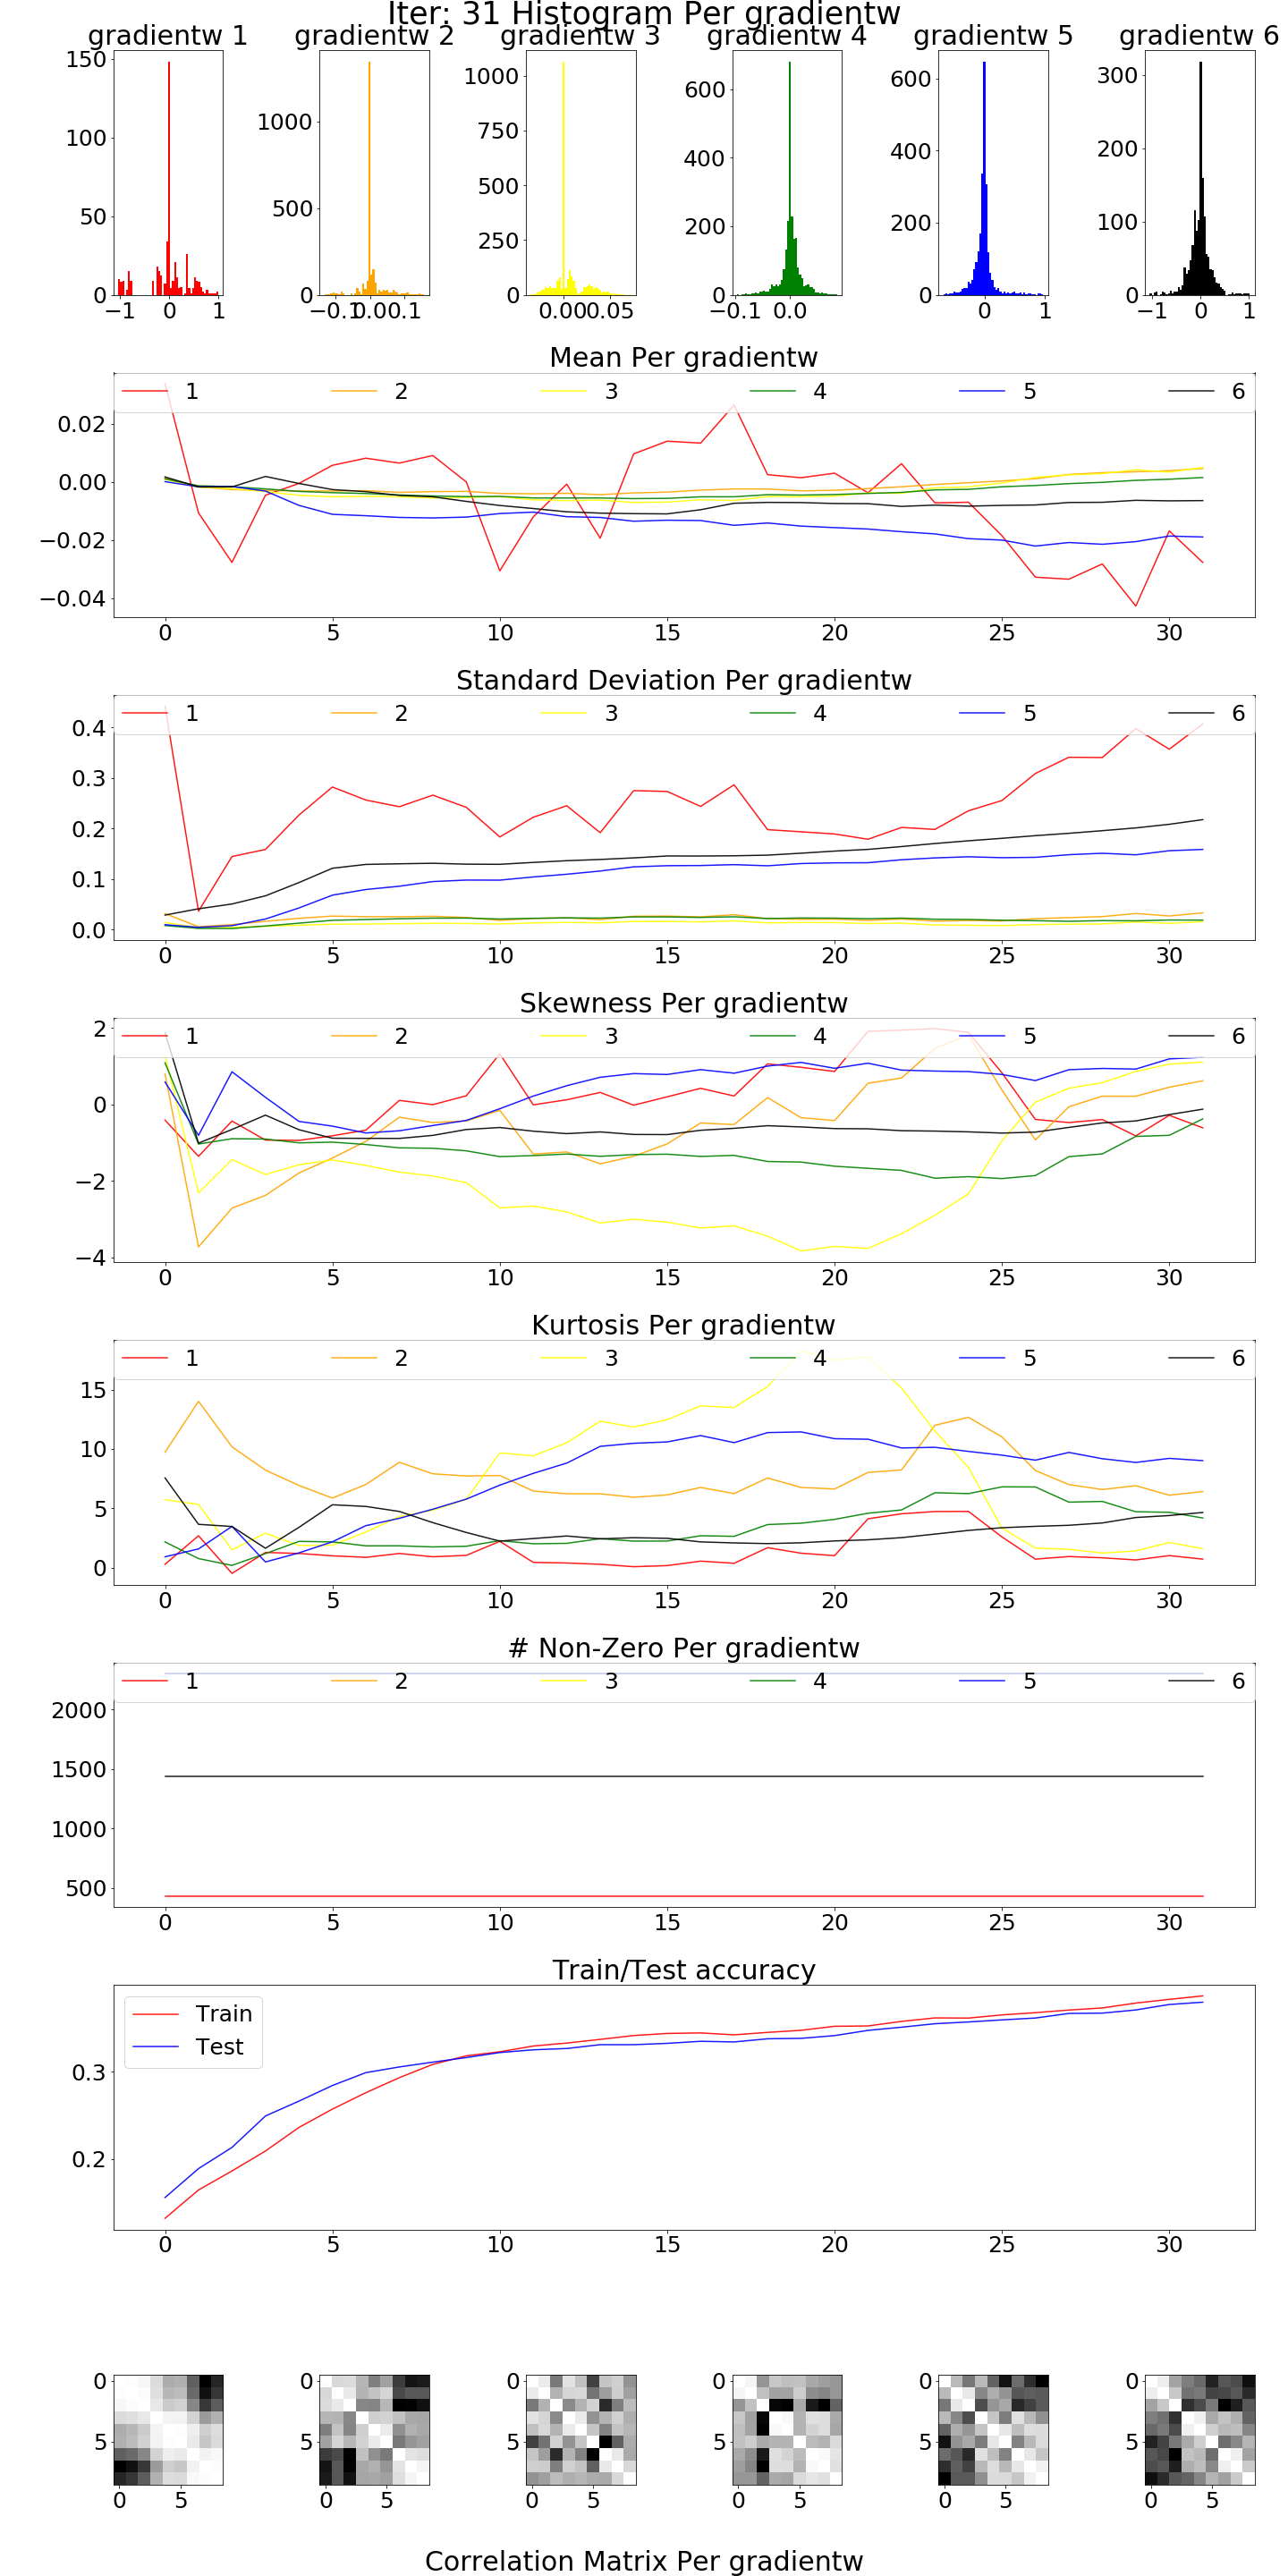 Iter: 31 Histogram Per gradientw
gradientw 1 gradientw 2 gradientw 3 gradientw 4 gradientw 5 gradientw 6
150
100
50
0
−1 0 1
1000
500
0
−0.1 0.00 0.1
1000
750
500
250
0
0.00 0.05
600
400
200
0
−0.1 0.0
600
400
200
0
0 1
300
200
100
0
−1 0 1
Mean Per gradientw
1 2 3 4 5 6
0.02
0.00
−0.02
−0.04
0 5 10 15 20 25 30
Standard Deviation Per gradientw
1 2 3 4 5 6
0.4
0.3
0.2
0.1
0.0
0 5 10 15 20 25 30
Skewness Per gradientw
1 2 3 4 5 6
2
0
−2
−4
0 5 10 15 20 25 30
Kurtosis Per gradientw
1 2 3 4 5 6
15
10
5
0
0 5 10 15 20 25 30
# Non-Zero Per gradientw
1 2 3 4 5 6
2000
1500
1000
500
0 5 10 15 20 25 30
Train/Test accuracy
Train
Test
0.3
0.2
0 5 10 15 20 25 30
0 0 0 0 0 0
5 5 5 5 5 5
0 5 0 5 0 5 0 5 0 5 0 5
Correlation Matrix Per gradientw